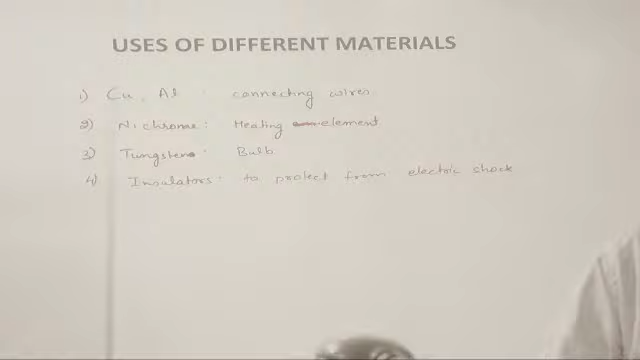 USES OF DIFFERENT MATERIALS
1) Cu, Al : connecting wires
2) Nichrome : Heating element
3) Tungsten : Bulb
4) Insulators : to protect from electric shock